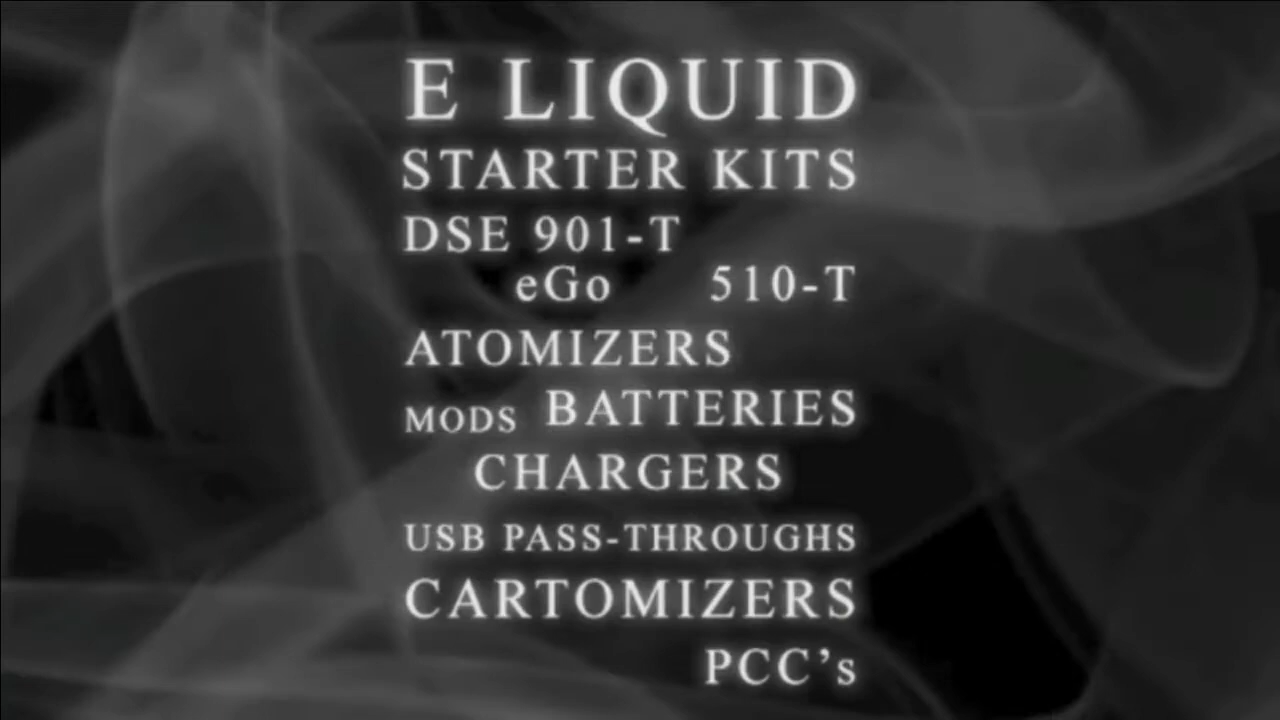 E LIQUID
STARTER KITS
DSE 901-T
eGo 510-T
ATOMIZERS
MODS BATTERIES
CHARGERS
USB PASS-THROUGHS
CARTOMIZERS
PCC's